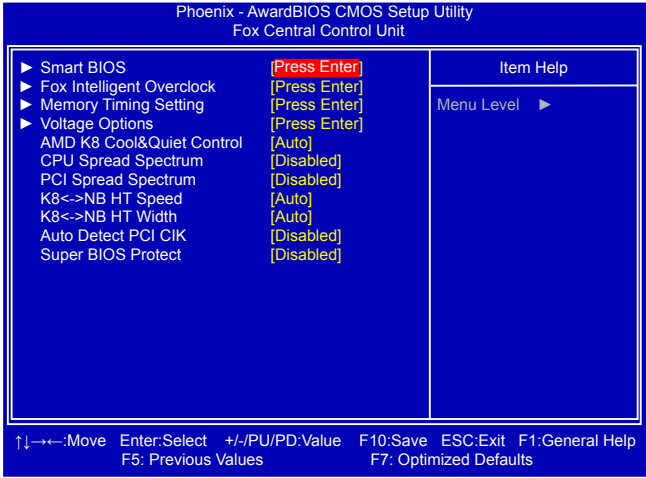 Phoenix - AwardBIOS CMOS Setup Utility
Fox Central Control Unit
► Smart BIOS [Press Enter]
► Fox Intelligent Overclock [Press Enter]
► Memory Timing Setting [Press Enter]
► Voltage Options [Press Enter]
AMD K8 Cool&Quiet Control [Auto]
CPU Spread Spectrum [Disabled]
PCI Spread Spectrum [Disabled]
K8<->NB HT Speed [Auto]
K8<->NB HT Width [Auto]
Auto Detect PCI ClK [Disabled]
Super BIOS Protect [Disabled]
Item Help
Menu Level ►
↑↓→←:Move Enter:Select +/-/PU/PD:Value F10:Save ESC:Exit F1:General Help
F5: Previous Values F7: Optimized Defaults